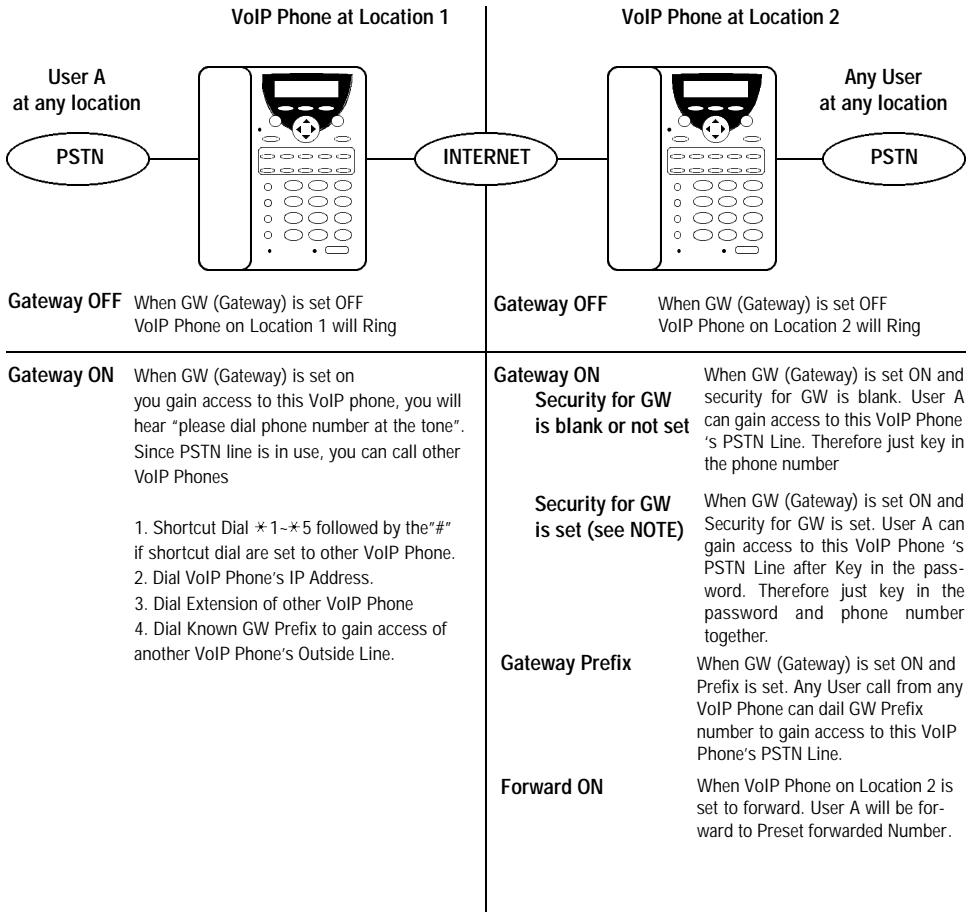 VoIP Phone at Location 1
VoIP Phone at Location 2
User A
at any location
Any User
at any location
PSTN
INTERNET
PSTN
Gateway OFF
When GW (Gateway) is set OFF
VoIP Phone on Location 1 will Ring
Gateway OFF
When GW (Gateway) is set OFF
VoIP Phone on Location 2 will Ring
Gateway ON
When GW (Gateway) is set on
you gain access to this VoIP phone, you will
hear "please dial phone number at the tone".
Since PSTN line is in use, you can call other
VoIP Phones
1. Shortcut Dial *1~*5 followed by the"#"
if shortcut dial are set to other VoIP Phone.
2. Dial VoIP Phone's IP Address.
3. Dial Extension of other VoIP Phone
4. Dial Known GW Prefix to gain access of
another VoIP Phone's Outside Line.
Gateway ON
Security for GW
is blank or not set
When GW (Gateway) is set ON and
security for GW is blank. User A
can gain access to this VoIP Phone
's PSTN Line. Therefore just key in
the phone number
Security for GW
is set (see NOTE)
When GW (Gateway) is set ON and
Security for GW is set. User A can
gain access to this VoIP Phone 's
PSTN Line after Key in the pass-
word. Therefore just key in the
password and phone number
together.
Gateway Prefix
When GW (Gateway) is set ON and
Prefix is set. Any User call from any
VoIP Phone can dail GW Prefix
number to gain access to this VoIP
Phone's PSTN Line.
Forward ON
When VoIP Phone on Location 2 is
set to forward. User A will be for-
ward to Preset forwarded Number.